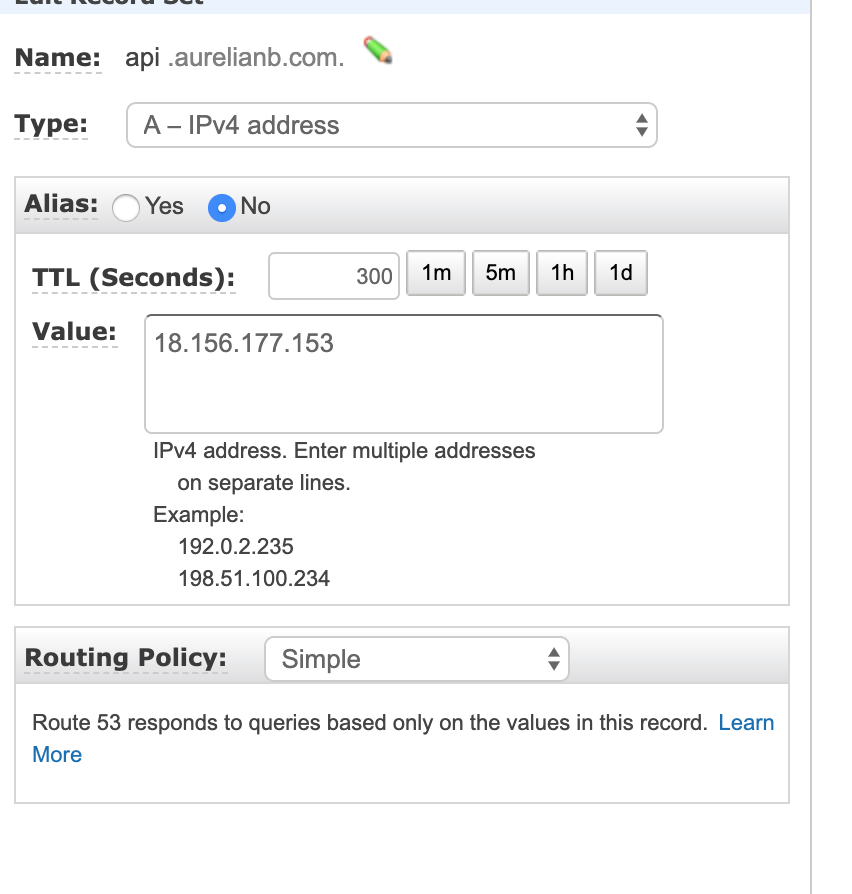 Edit Record Set
Name: api .aurelianb.com.
Type: A – IPv4 address
Alias: Yes No
TTL (Seconds): 300 1m 5m 1h 1d
Value: 18.156.177.153
IPv4 address. Enter multiple addresses
on separate lines.
Example:
192.0.2.235
198.51.100.234
Routing Policy: Simple
Route 53 responds to queries based only on the values in this record. Learn
More